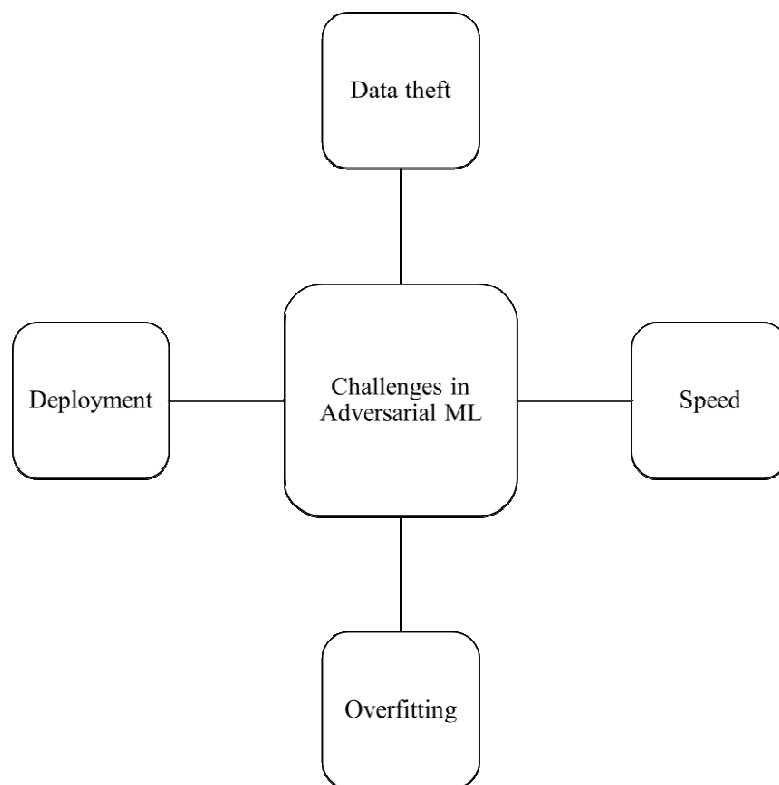 Data theft
Deployment
Challenges in
Adversarial ML
Speed
Overfitting